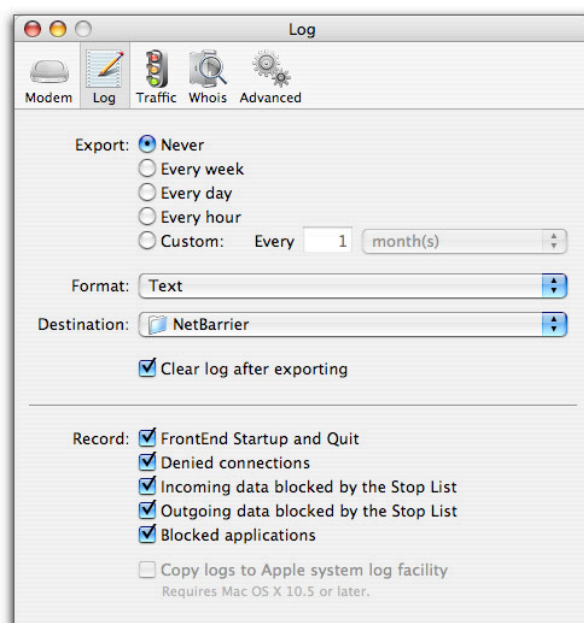 Log
Modem Log Traffic Whois Advanced
Export: Never
Every week
Every day
Every hour
Custom: Every 1 month(s)
Format: Text
Destination: NetBarrier
Clear log after exporting
Record: FrontEnd Startup and Quit
Denied connections
Incoming data blocked by the Stop List
Outgoing data blocked by the Stop List
Blocked applications
Copy logs to Apple system log facility
Requires Mac OS X 10.5 or later.